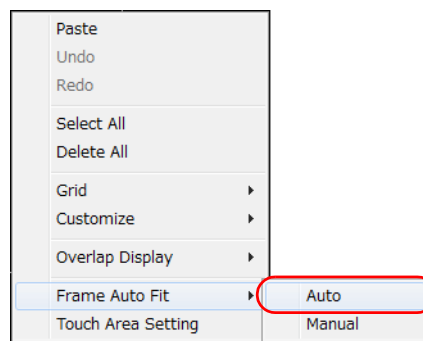 Paste
Undo
Redo
Select All
Delete All
Grid
Customize
Overlap Display
Frame Auto Fit
Auto
Touch Area Setting
Manual